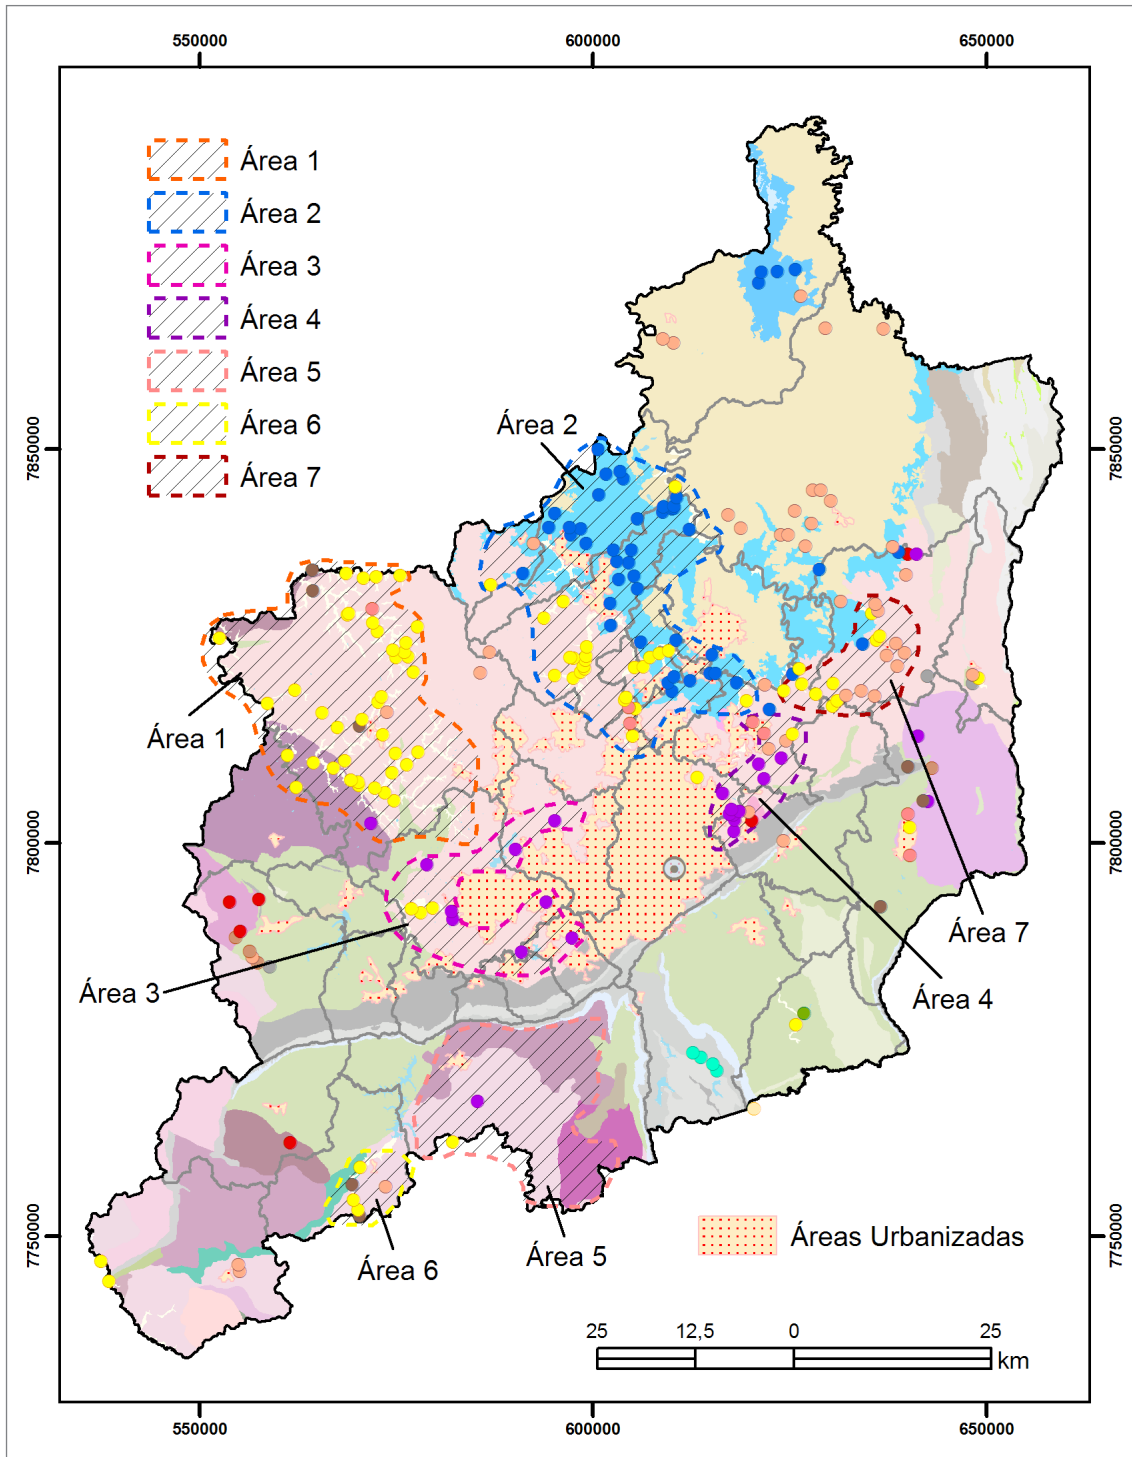 550000 600000 650000
Área 1
Área 2
Área 3
Área 4
Área 5
Área 6
Área 7
Área 2
7850000 7850000
Área 1
7800000 7800000
Área 7
Área 3
Área 4
7750000 7750000
Áreas Urbanizadas
Área 5
Área 6
25 12,5 0 25
km
550000 600000 650000